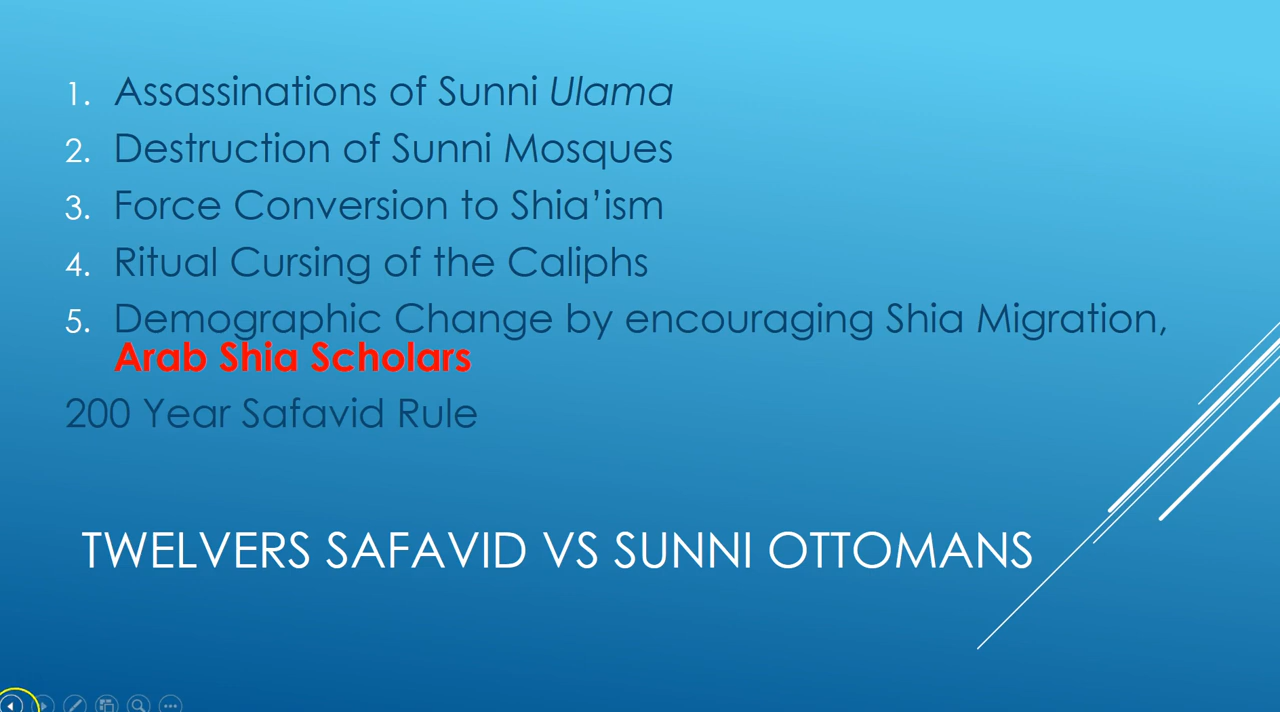 1. Assassinations of Sunni Ulama
2. Destruction of Sunni Mosques
3. Force Conversion to Shia’ism
4. Ritual Cursing of the Caliphs
5. Demographic Change by encouraging Shia Migration,
Arab Shia Scholars
200 Year Safavid Rule
TWELVERS SAFAVID VS SUNNI OTTOMANS